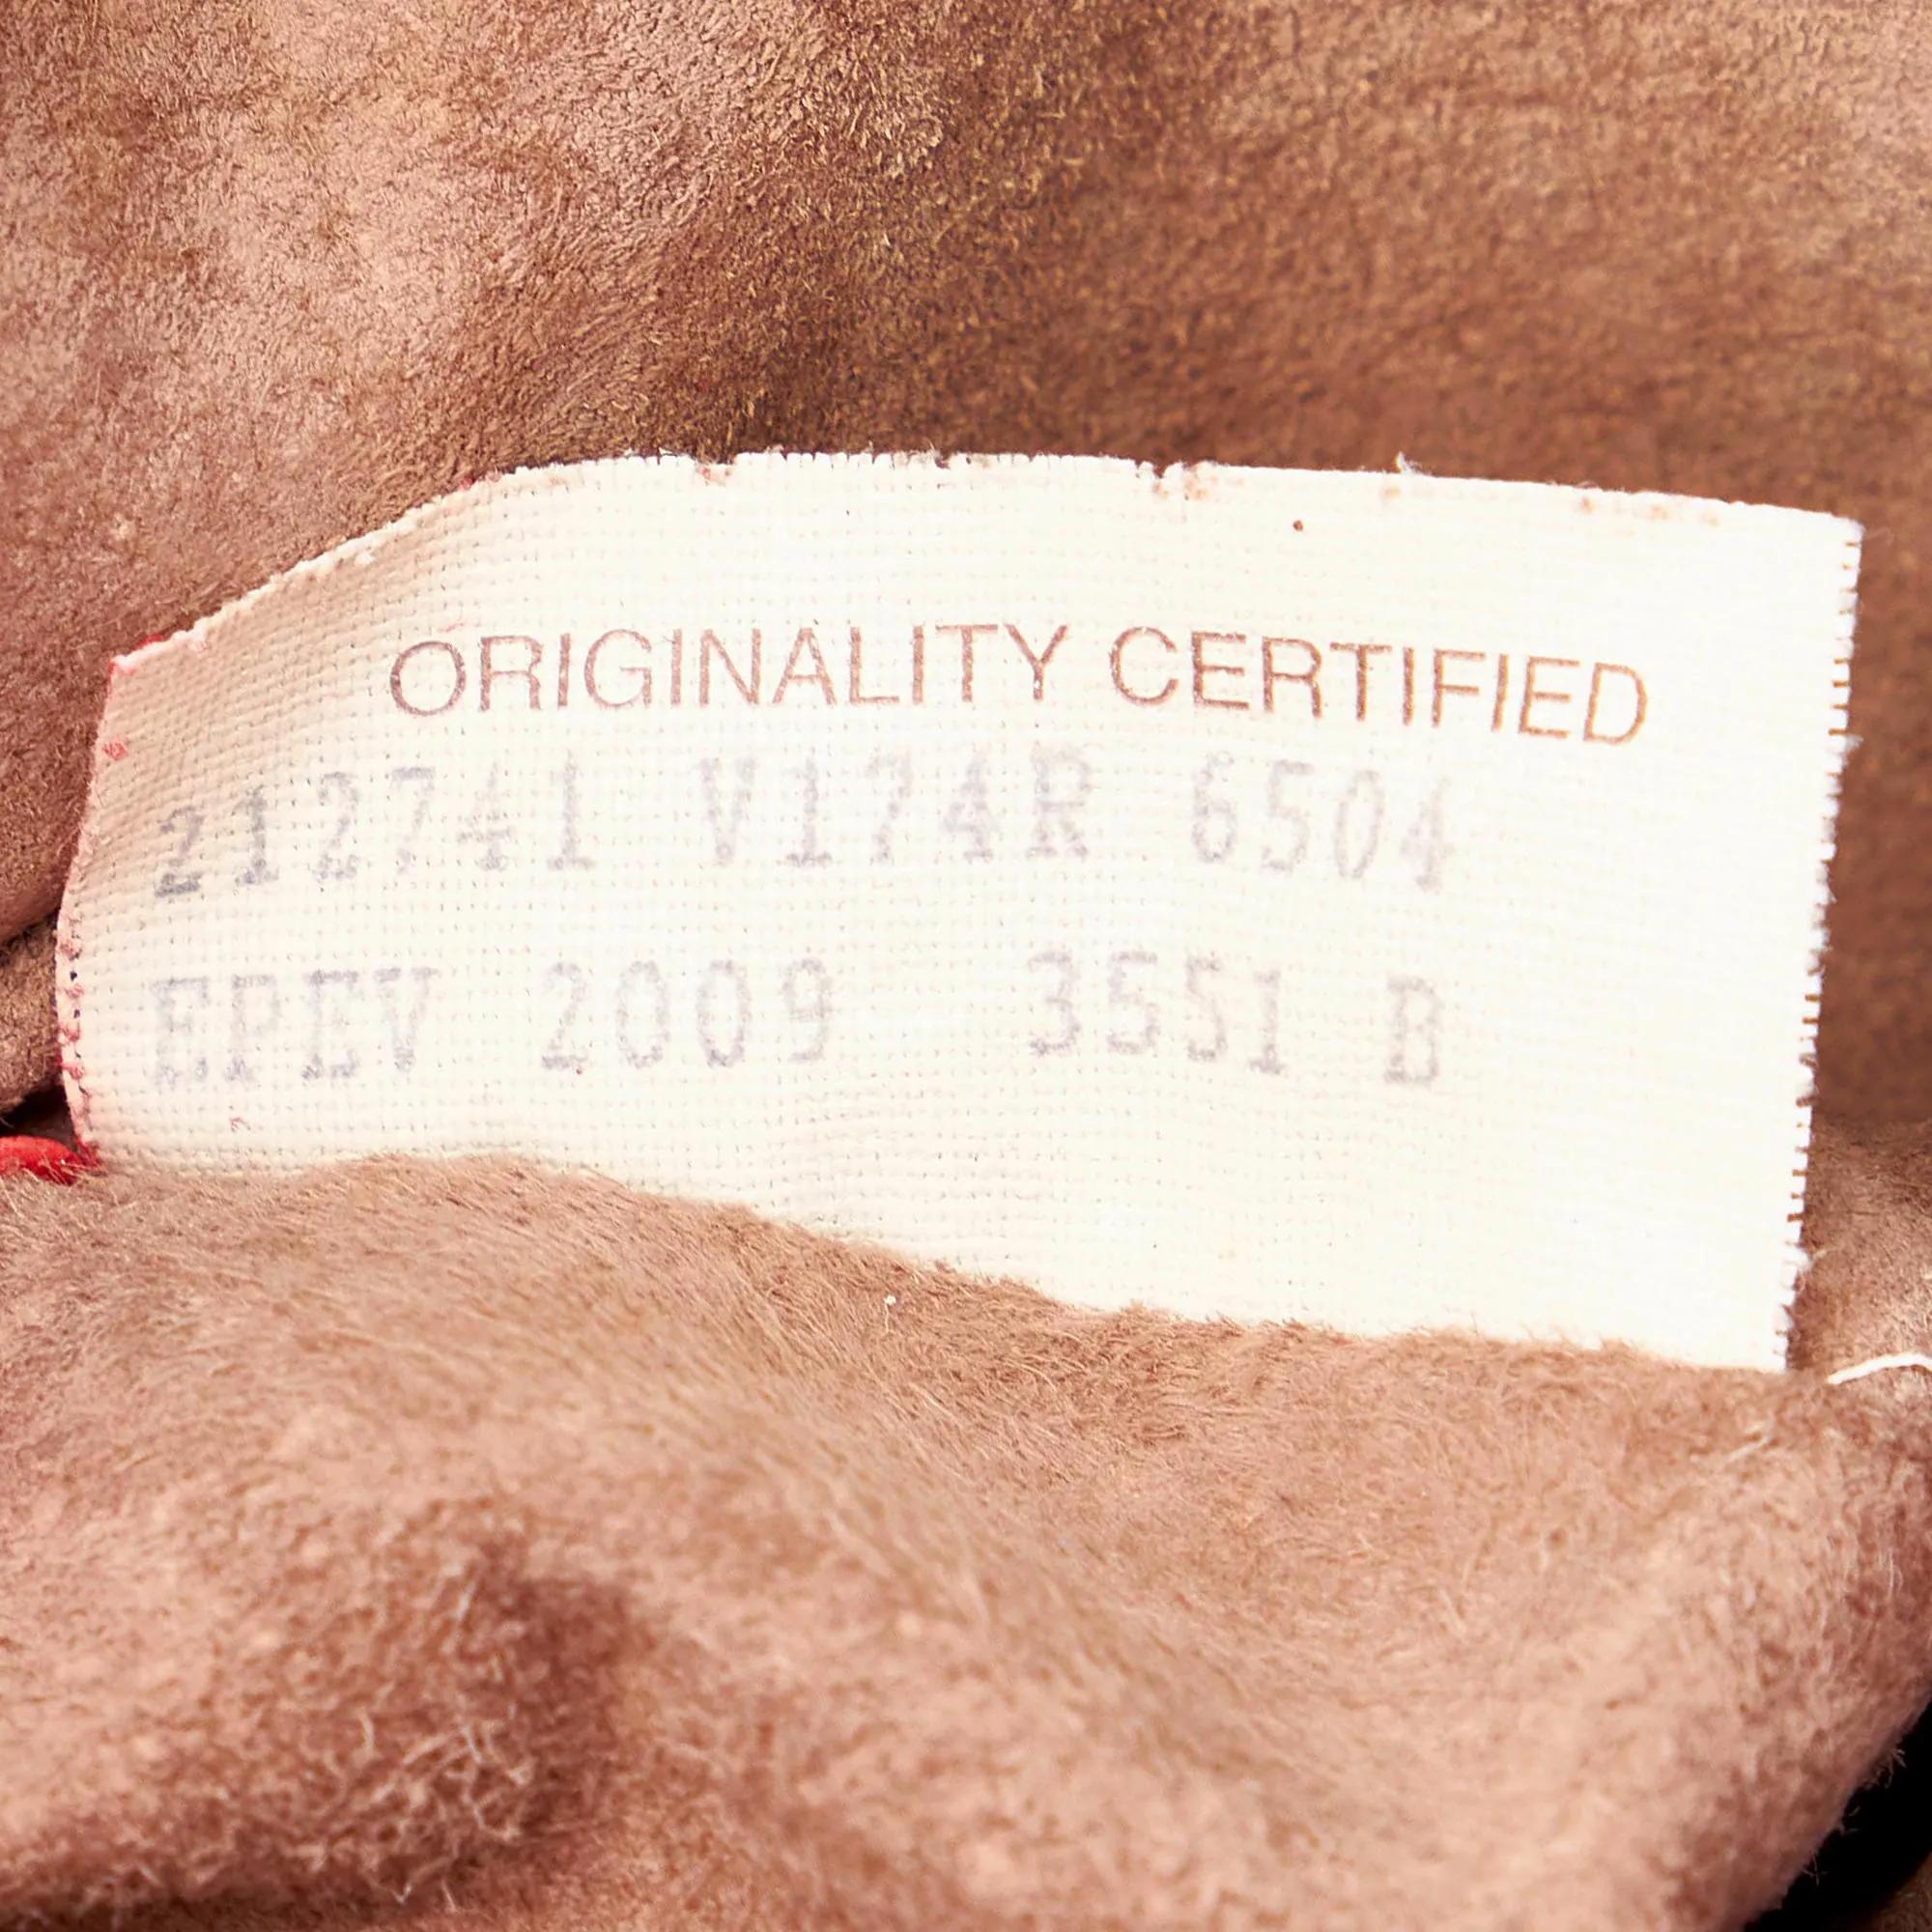 ORIGINALITY CERTIFIED
212741 V174R 6504
EPEV 2009 3551 B